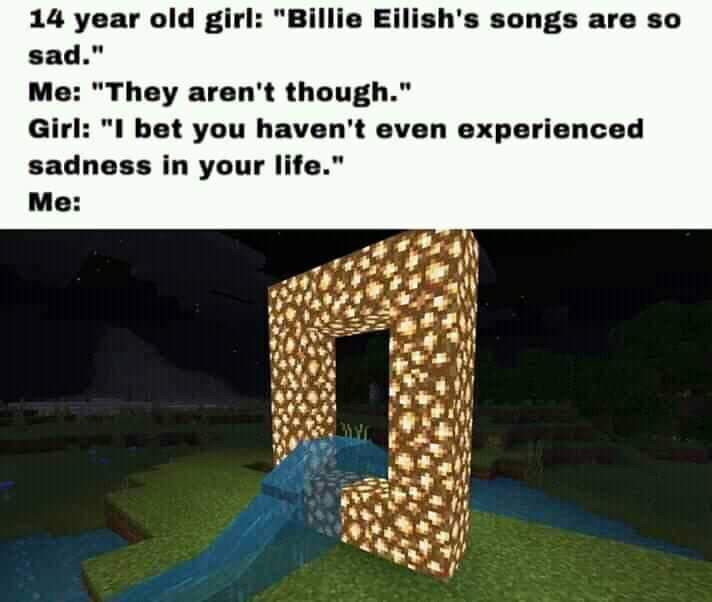 14 year old girl: "Billie Eilish's songs are so
sad."
Me: "They aren't though."
Girl: "I bet you haven't even experienced
sadness in your life."
Me: